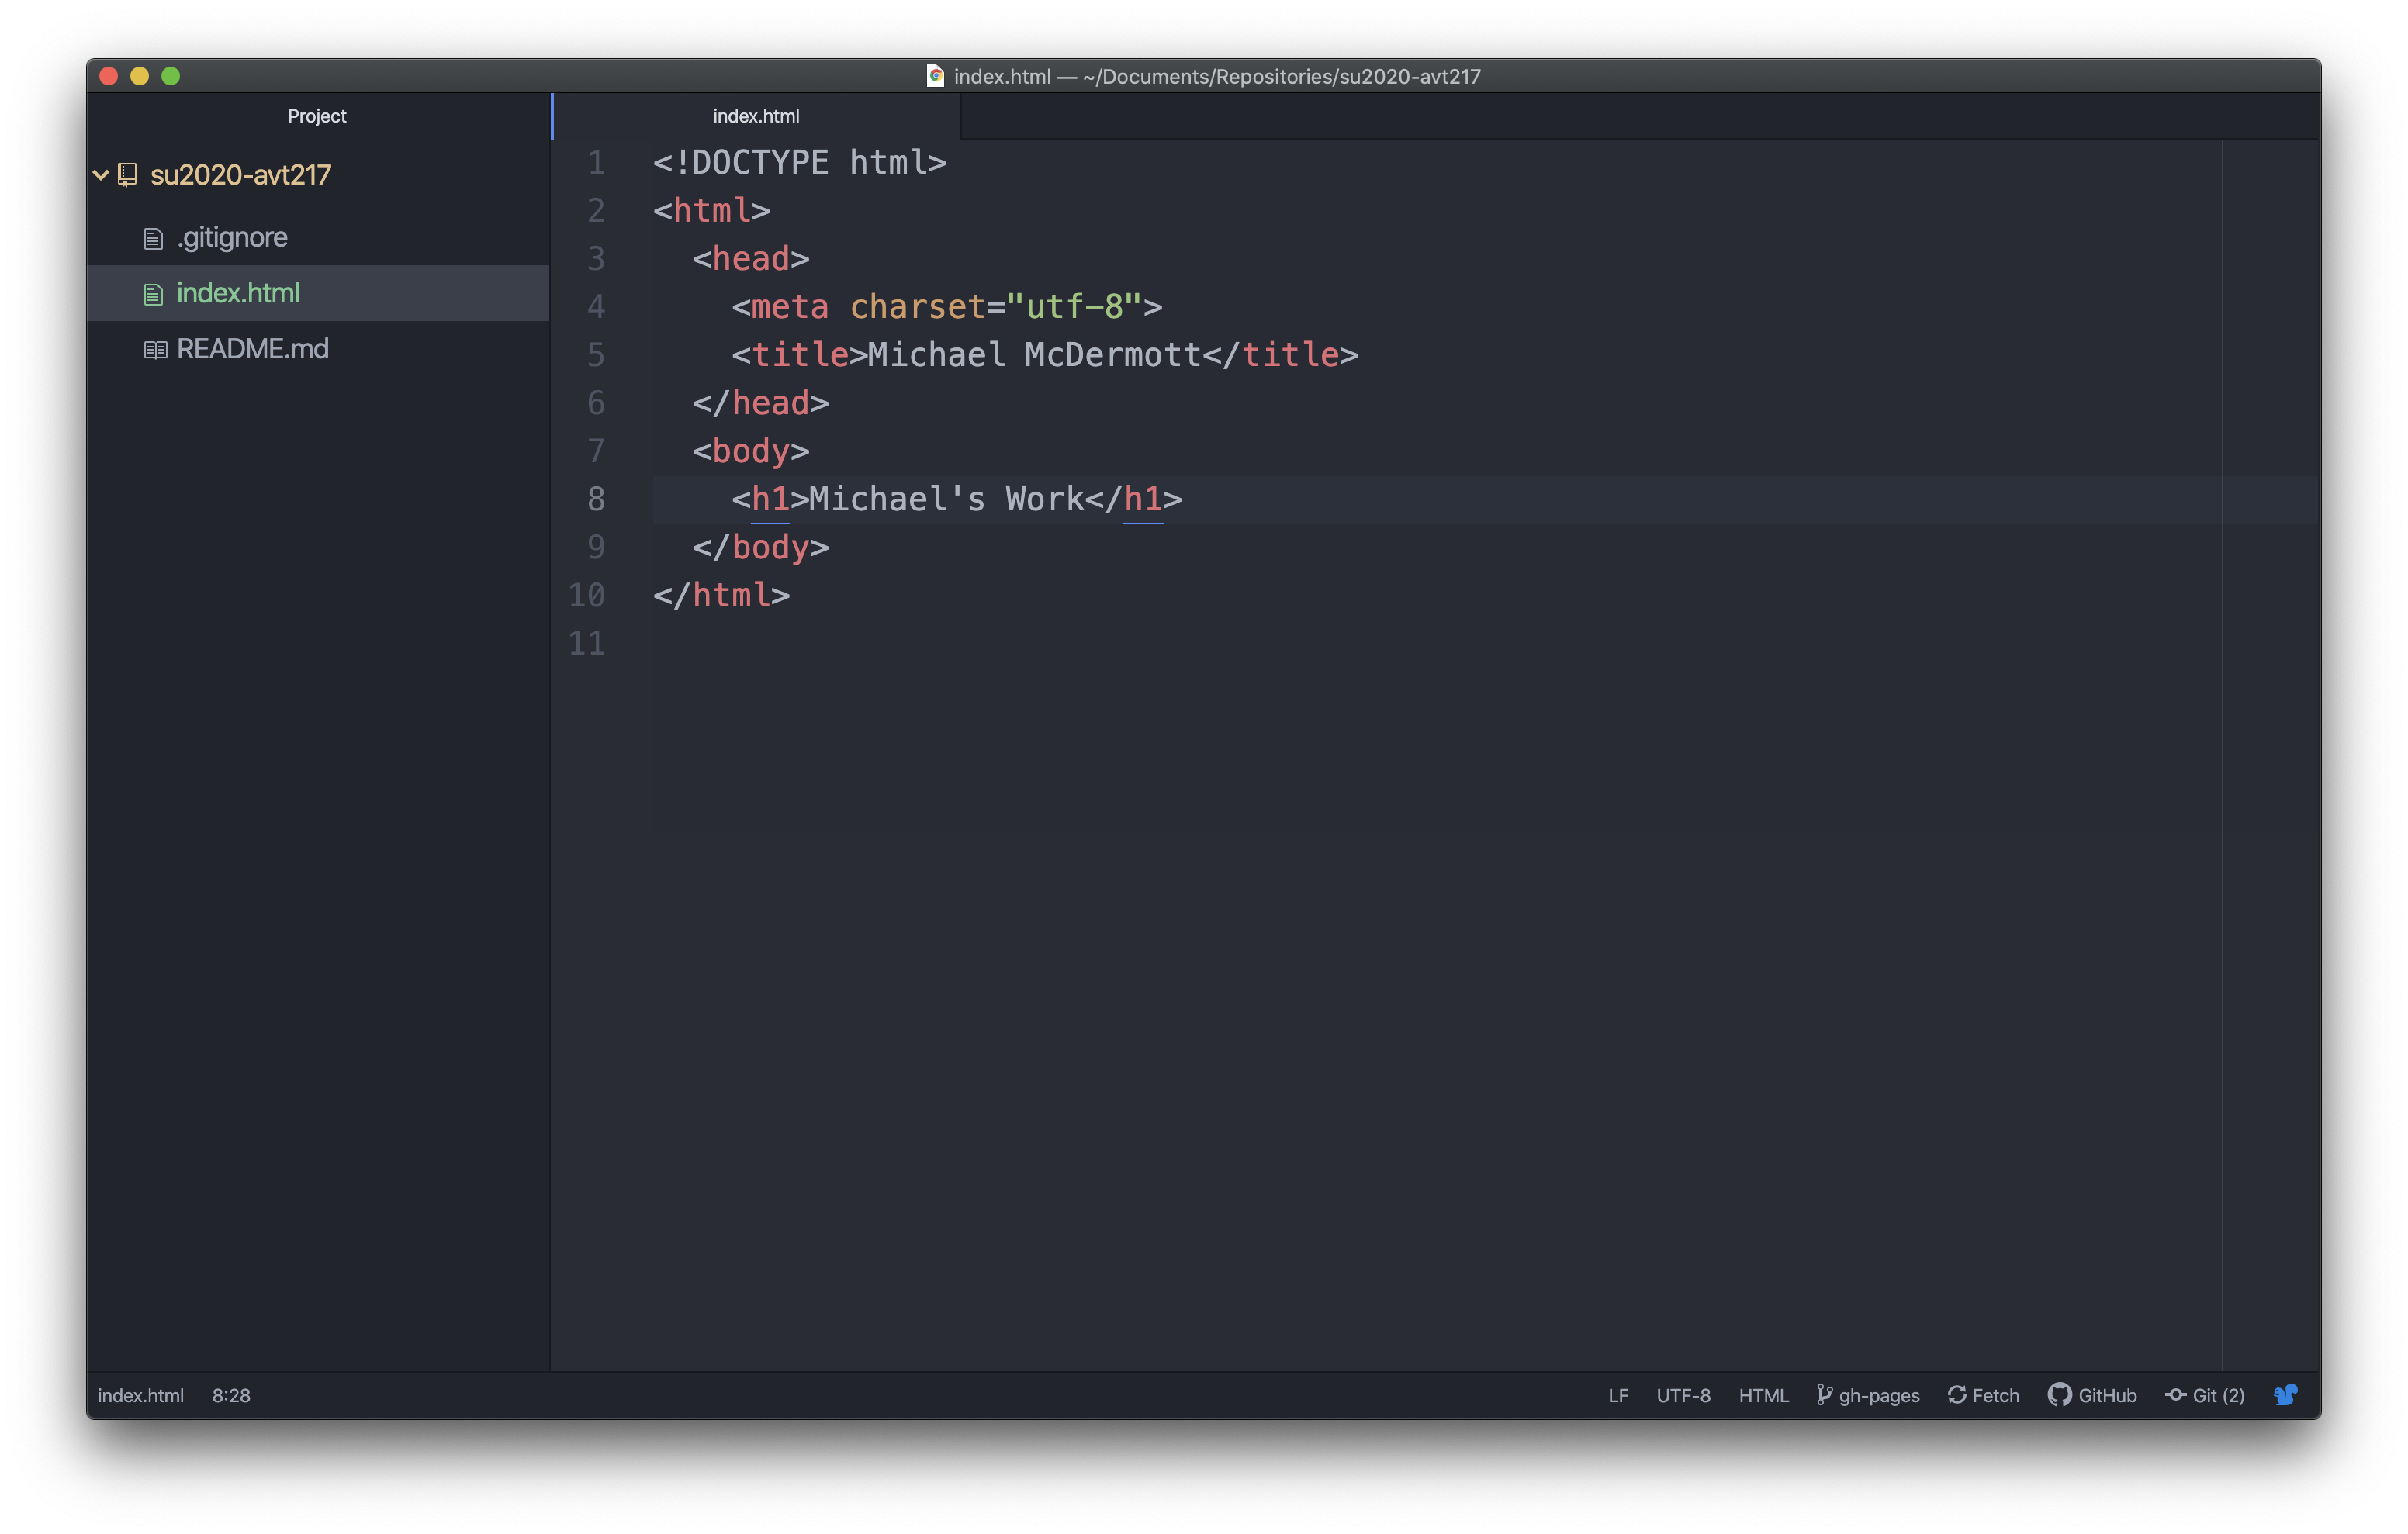 index.html — ~/Documents/Repositories/su2020-avt217
Project
su2020-avt217
.gitignore
index.html
README.md
index.html
1 <!DOCTYPE html>
2 <html>
3   <head>
4     <meta charset="utf-8">
5     <title>Michael McDermott</title>
6   </head>
7   <body>
8     <h1>Michael's Work</h1>
9   </body>
10 </html>
11
index.html 8:28 LF UTF-8 HTML gh-pages Fetch GitHub Git (2)